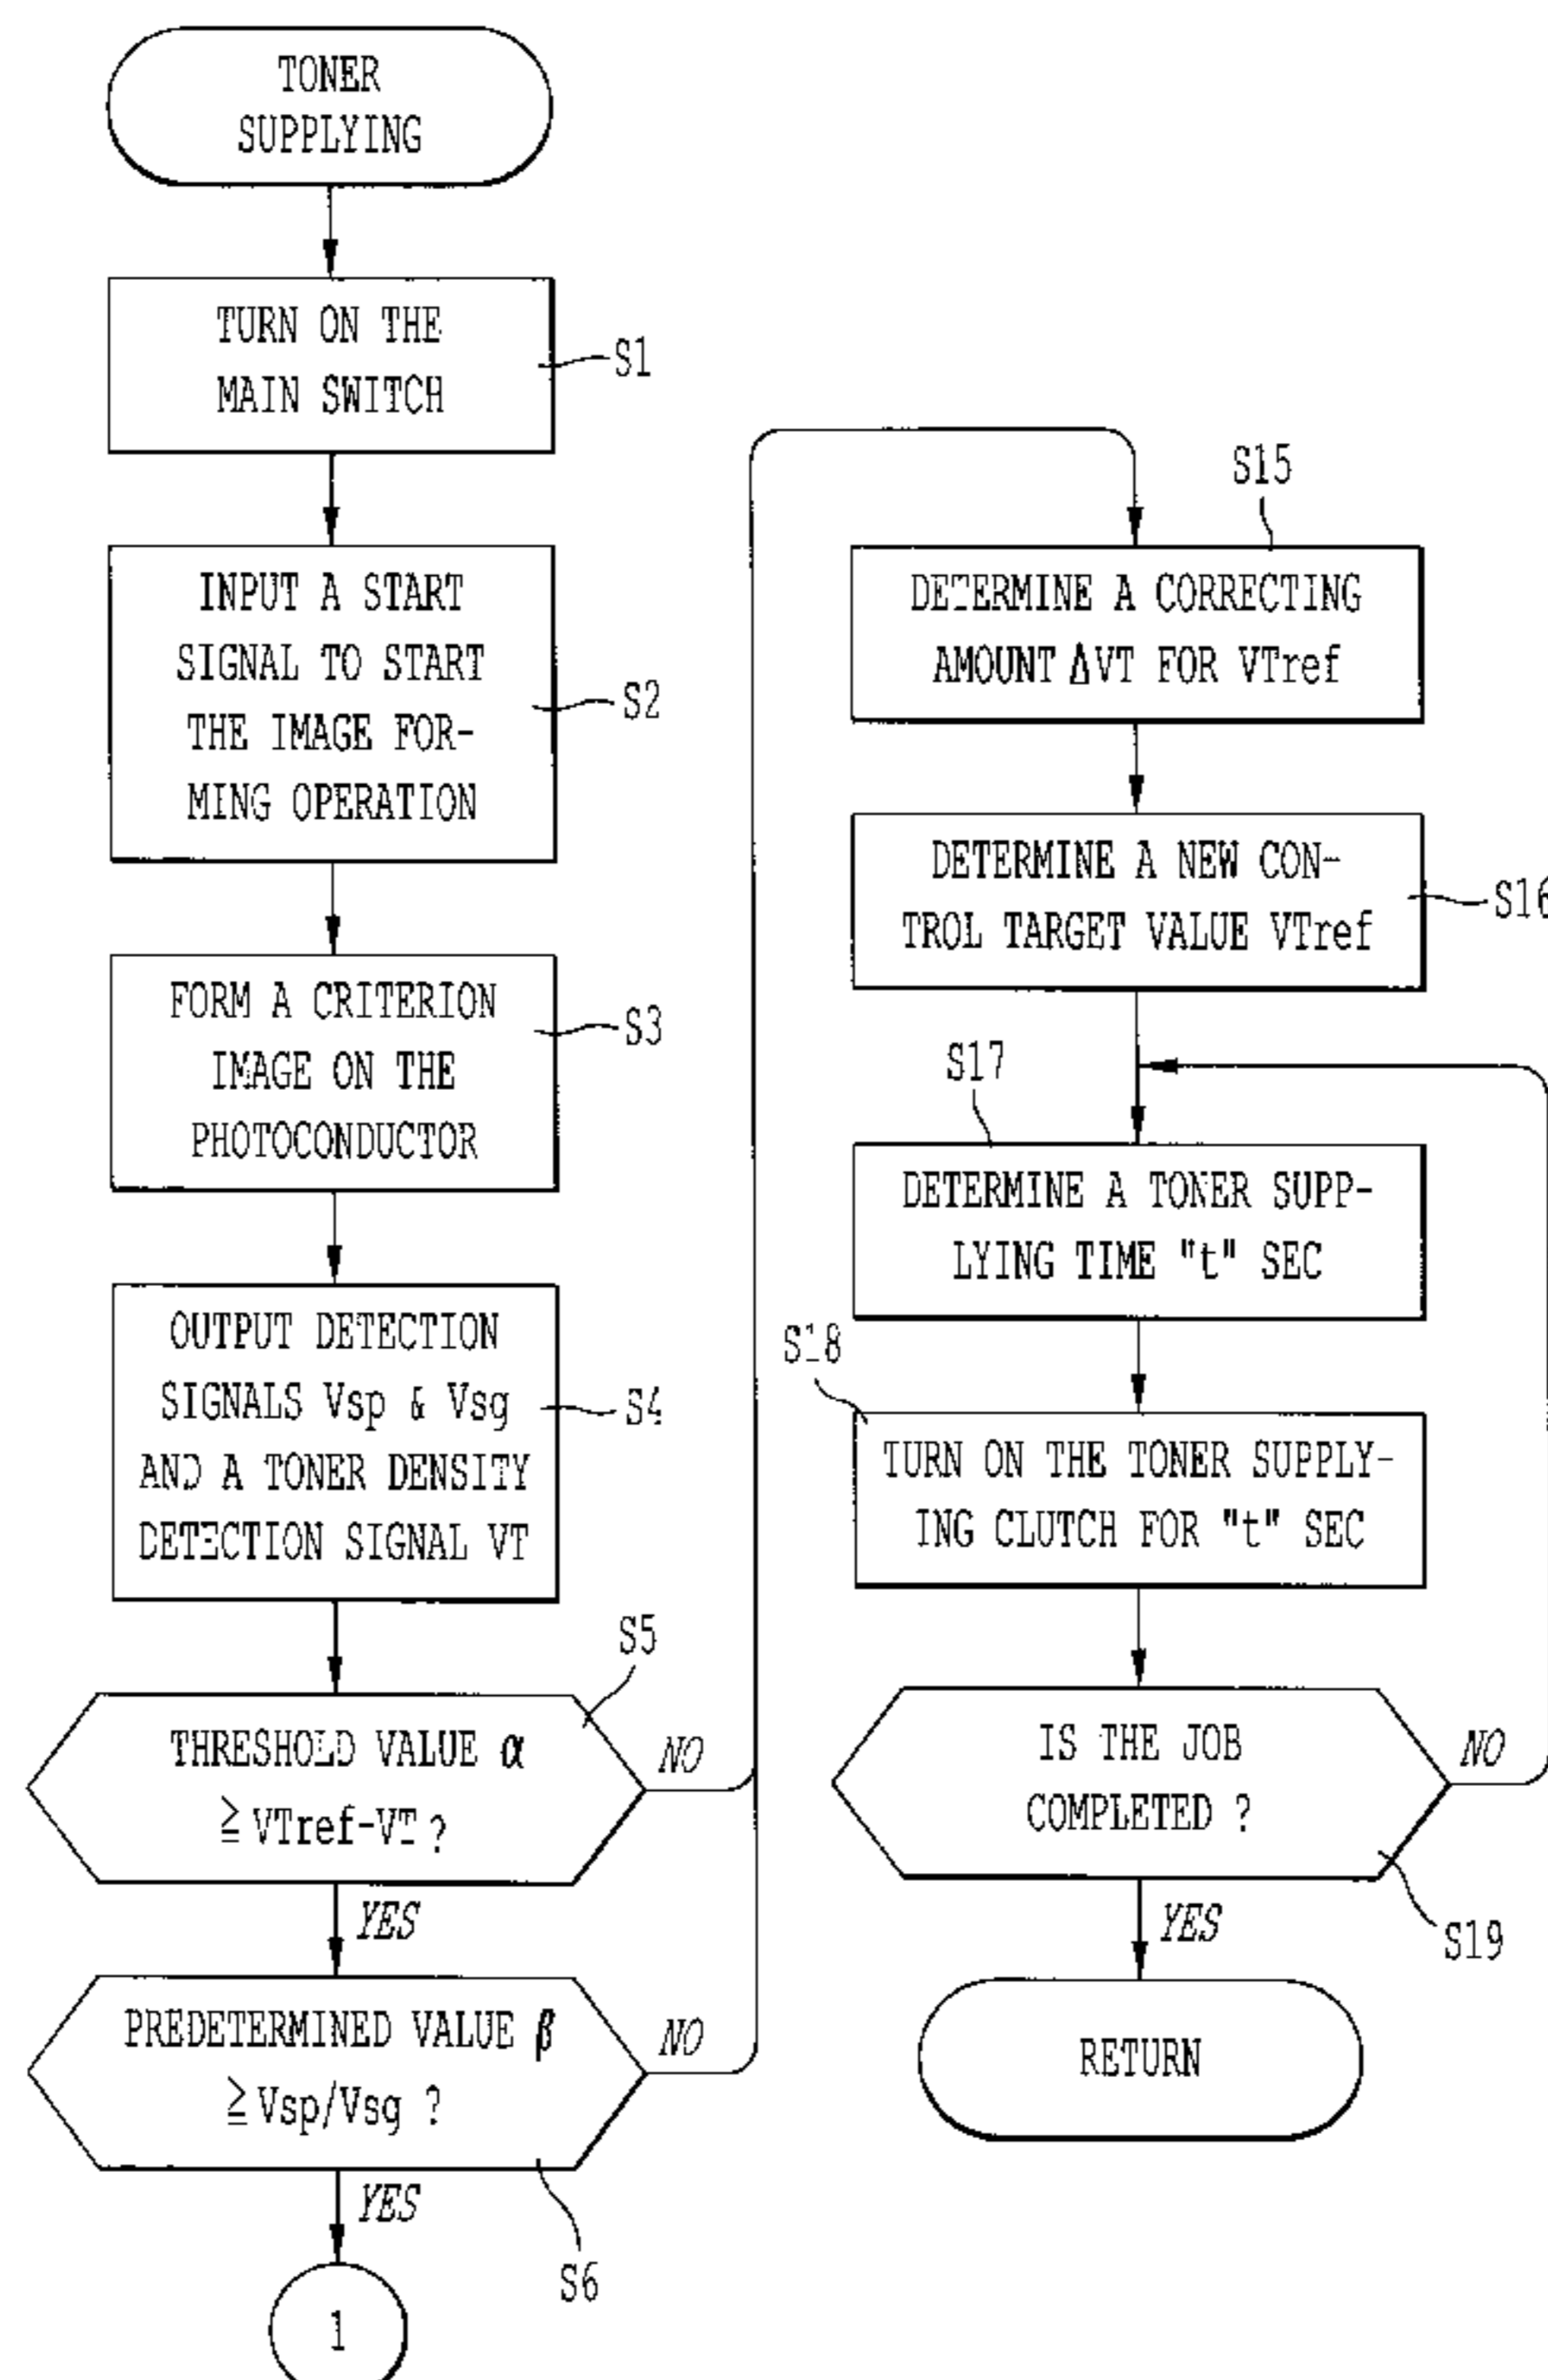 TONER
SUPPLYING
TURN ON THE
MAIN SWITCH
S1
INPUT A START
SIGNAL TO START
THE IMAGE FOR-
MING OPERATION
S2
FORM A CRITERION
IMAGE ON THE
PHOTOCONDUCTOR
S3
OUTPUT DETECTION
SIGNALS Vsp & Vsg
AND A TONER DENSITY
DETECTION SIGNAL VT
S4
S5
THRESHOLD VALUE α
≧ VTref-VT ?
NO
YES
PREDETERMINED VALUE β
≧ Vsp/Vsg ?
NO
YES
S6
1
S15
DETERMINE A CORRECTING
AMOUNT ΔVT FOR VTref
DETERMINE A NEW CON-
TROL TARGET VALUE VTref
S16
S17
DETERMINE A TONER SUPP-
LYING TIME "t" SEC
S18
TURN ON THE TONER SUPPLY-
ING CLUTCH FOR "t" SEC
IS THE JOB
COMPLETED ?
NO
S19
YES
RETURN